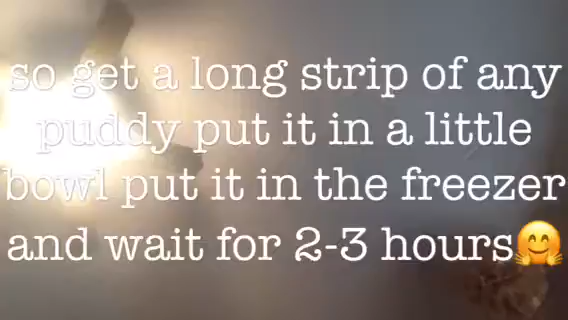 so get a long strip of any
puddy put it in a little
bowl put it in the freezer
and wait for 2-3 hours🤗